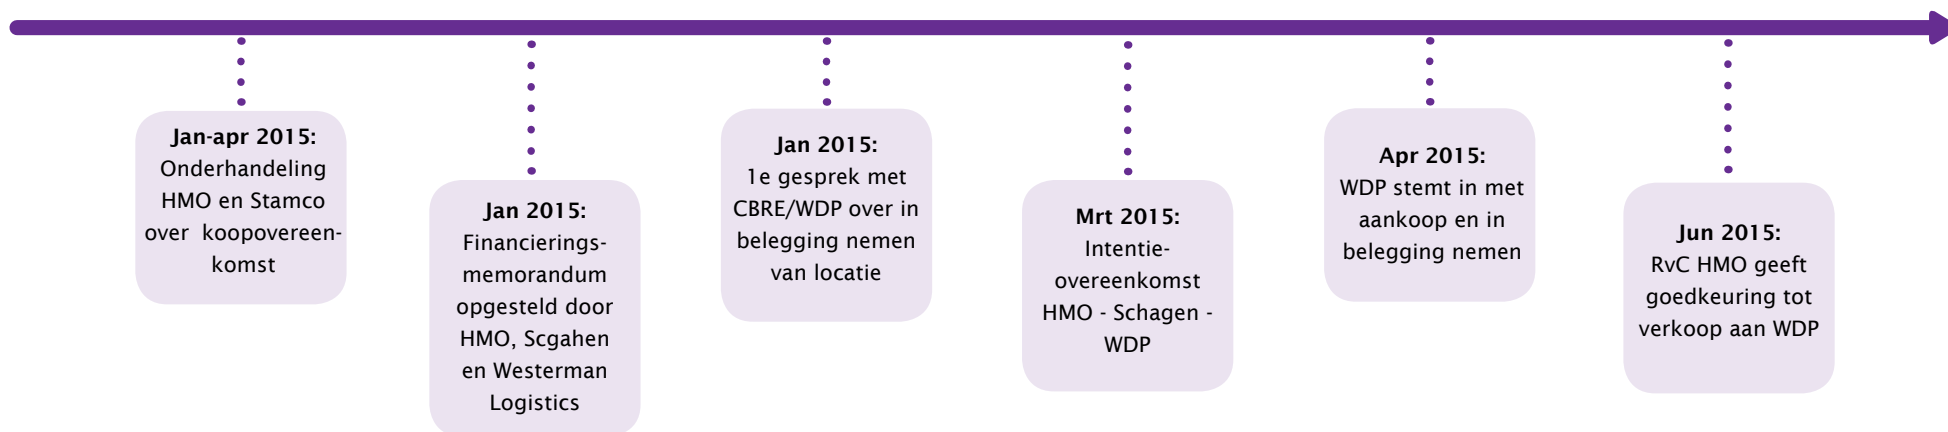 Jan-apr 2015:
Onderhandeling
HMO en Stamco
over koopovereen-
komst
Jan 2015:
Financierings-
memorandum
opgesteld door
HMO, Scgahen
en Westerman
Logistics
Jan 2015:
1e gesprek met
CBRE/WDP over in
belegging nemen
van locatie
Mrt 2015:
Intentie-
overeenkomst
HMO - Schagen -
WDP
Apr 2015:
WDP stemt in met
aankoop en in
belegging nemen
Jun 2015:
RvC HMO geeft
goedkeuring tot
verkoop aan WDP